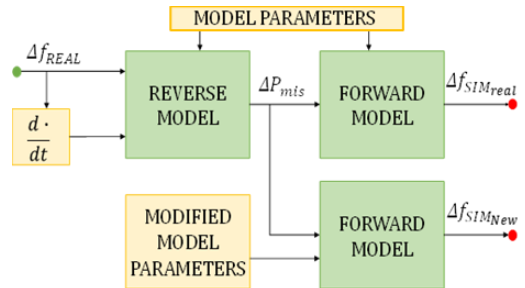 MODEL PARAMETERS
Δf_REAL
REVERSE
MODEL
ΔP_mis
FORWARD
MODEL
Δf_SIM_real
d ·
dt
MODIFIED
MODEL
PARAMETERS
FORWARD
MODEL
Δf_SIM_New